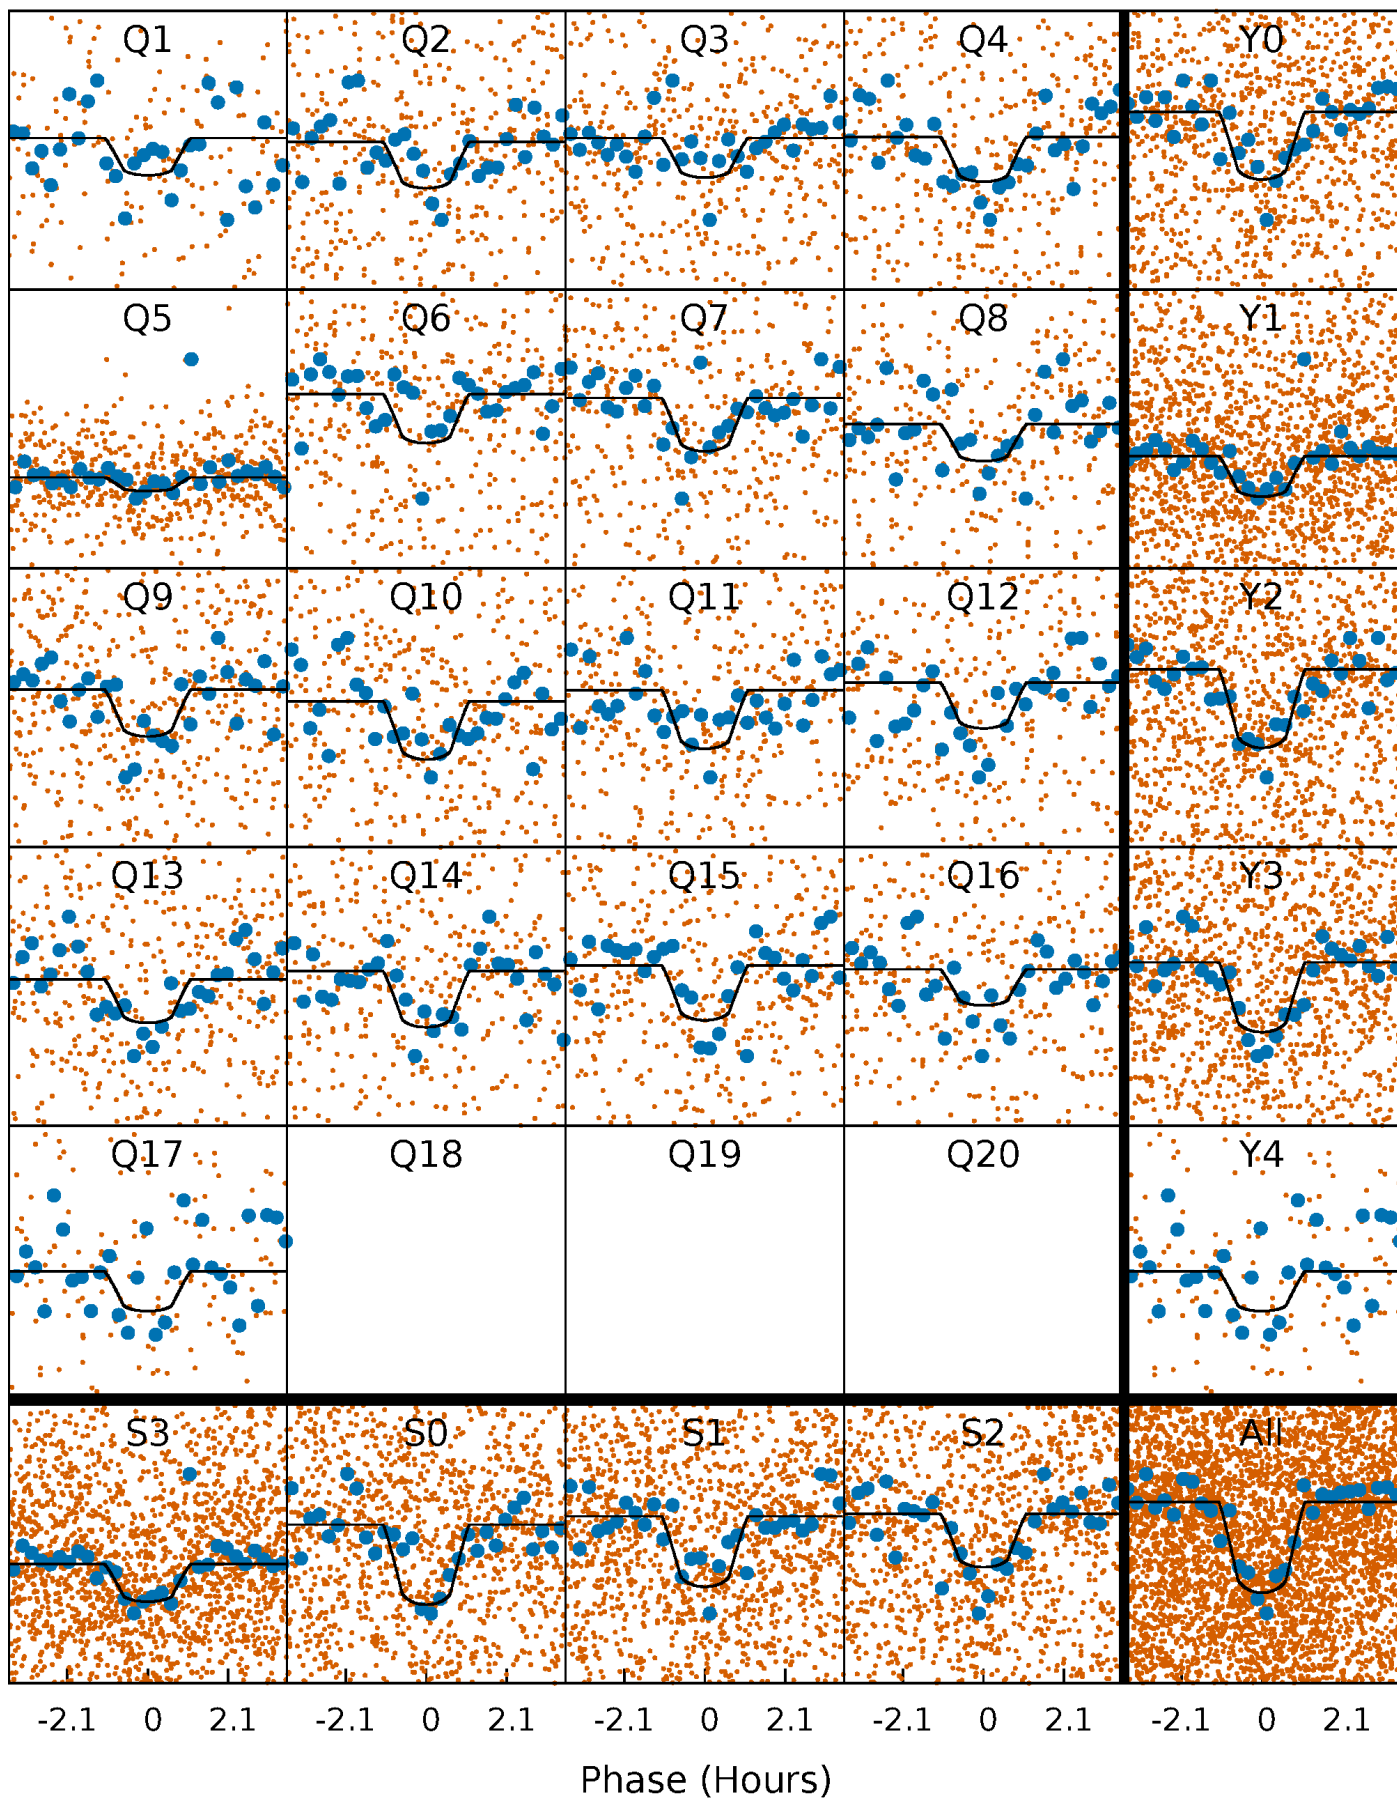 Q1 Q2 Q3 Q4 Y0
Q5 Q6 Q7 Q8 Y1
Q9 Q10 Q11 Q12 Y2
Q13 Q14 Q15 Q16 Y3
Q17 Q18 Q19 Q20 Y4
S3 S0 S1 S2 All
-2.1 0 2.1 -2.1 0 2.1 -2.1 0 2.1 -2.1 0 2.1 -2.1 0 2.1
Phase (Hours)